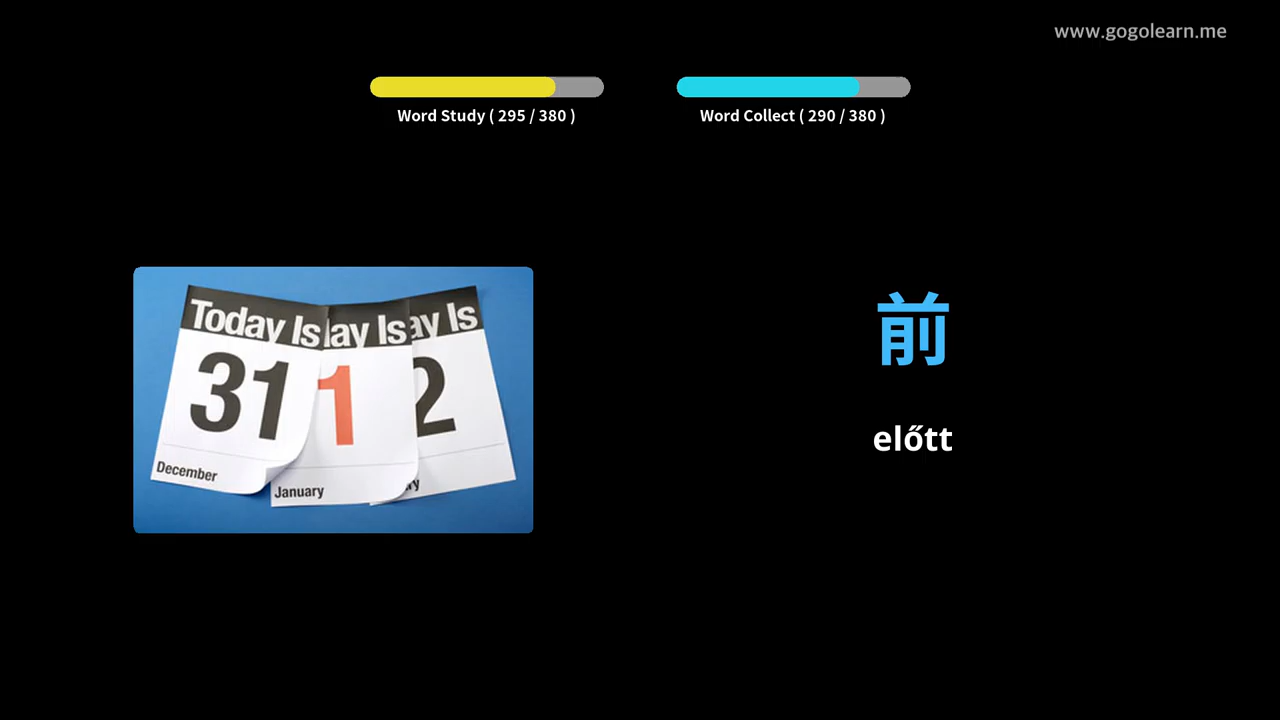 www.gogolearn.me
Word Study ( 295 / 380 )
Word Collect ( 290 / 380 )
Today Is
ay Is
ay Is
31
1
2
December
January
前
előtt